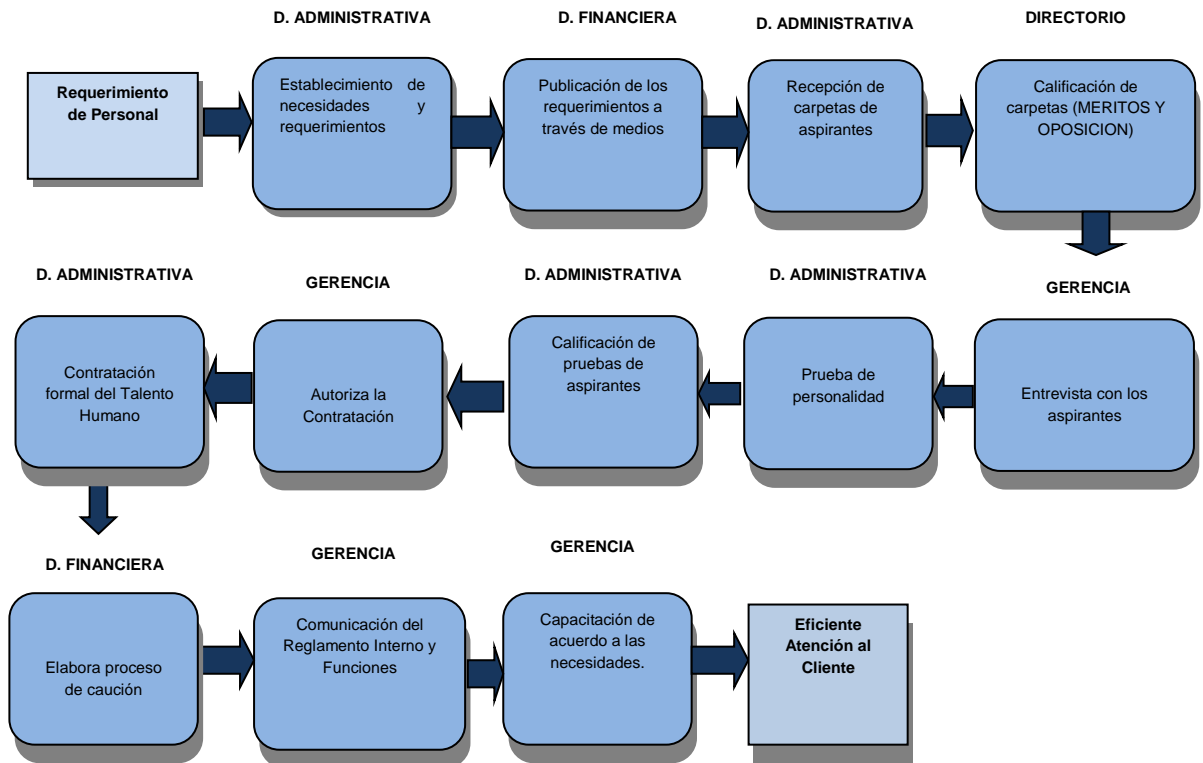 D. ADMINISTRATIVA
D. FINANCIERA
D. ADMINISTRATIVA
DIRECTORIO
Requerimiento
de Personal
Establecimiento de
necesidades y
requerimientos
Publicación de los
requerimientos a
través de medios
Recepción de
carpetas de
aspirantes
Calificación de
carpetas (MERITOS Y
OPOSICION)
D. ADMINISTRATIVA
GERENCIA
D. ADMINISTRATIVA
D. ADMINISTRATIVA
GERENCIA
Contratación
formal del Talento
Humano
Autoriza la
Contratación
Calificación de
pruebas de
aspirantes
Prueba de
personalidad
Entrevista con los
aspirantes
D. FINANCIERA
GERENCIA
GERENCIA
Elabora proceso
de caución
Comunicación del
Reglamento Interno y
Funciones
Capacitación de
acuerdo a las
necesidades.
Eficiente
Atención al
Cliente